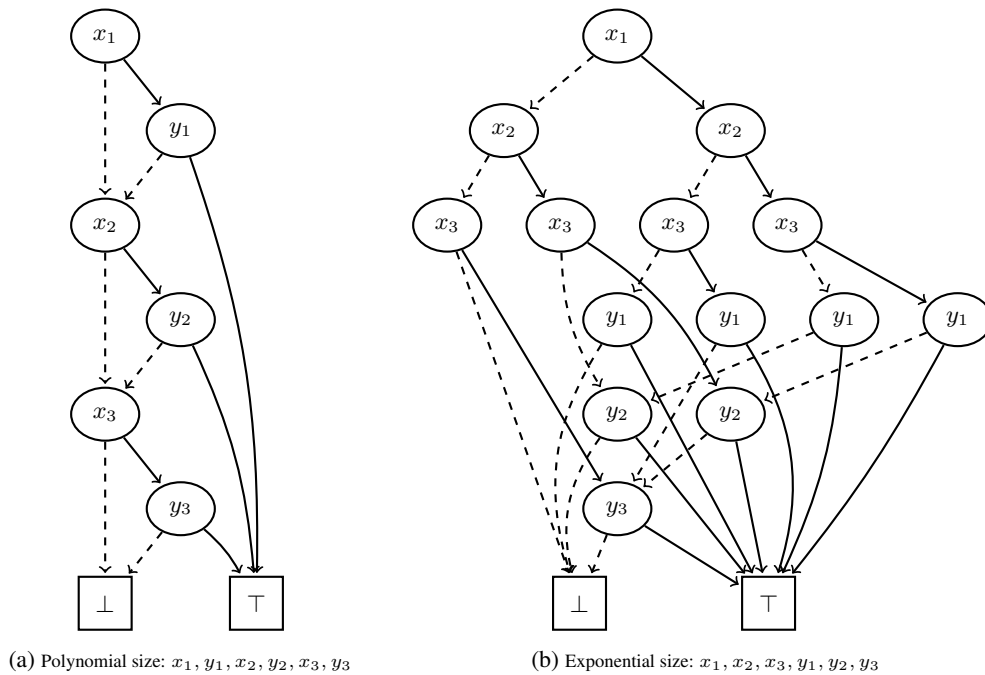 x₁ x₁
y₁ x₂ x₂
x₂ x₃ x₃ x₃ x₃
y₂ y₁ y₁ y₁ y₁
x₃ y₂ y₂
y₃ y₃
⊥ ⊤ ⊥ ⊤
(a) Polynomial size: x₁, y₁, x₂, y₂, x₃, y₃
(b) Exponential size: x₁, x₂, x₃, y₁, y₂, y₃